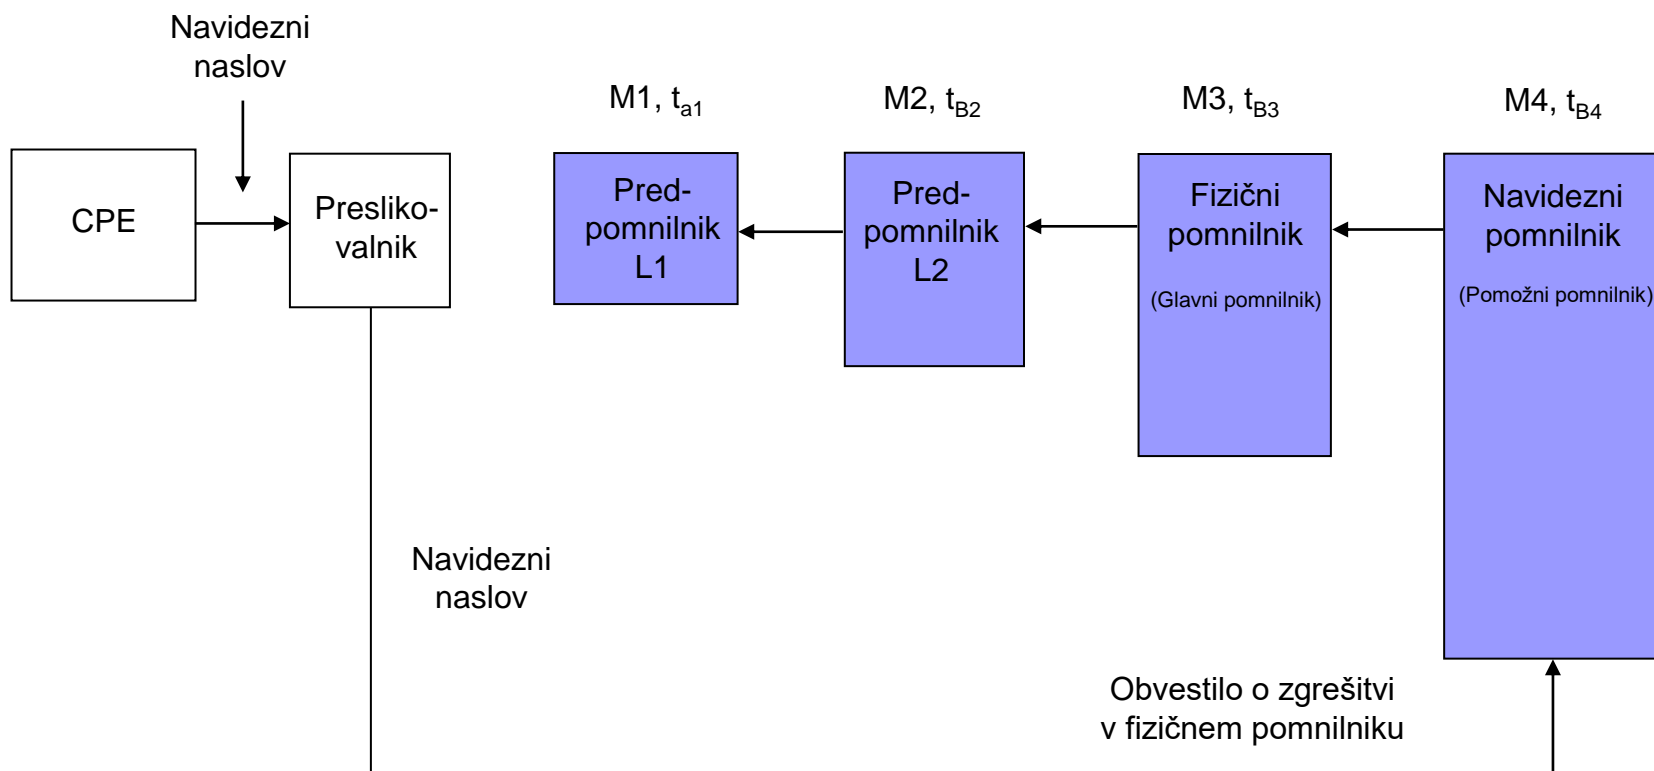 Navidezni
naslov
M1, ta1
M2, tB2
M3, tB3
M4, tB4
CPE
Presliko-
valnik
Pred-
pomnilnik
L1
Pred-
pomnilnik
L2
Fizični
pomnilnik
(Glavni pomnilnik)
Navidezni
pomnilnik
(Pomožni pomnilnik)
Navidezni
naslov
Obvestilo o zgrešitvi
v fizičnem pomnilniku